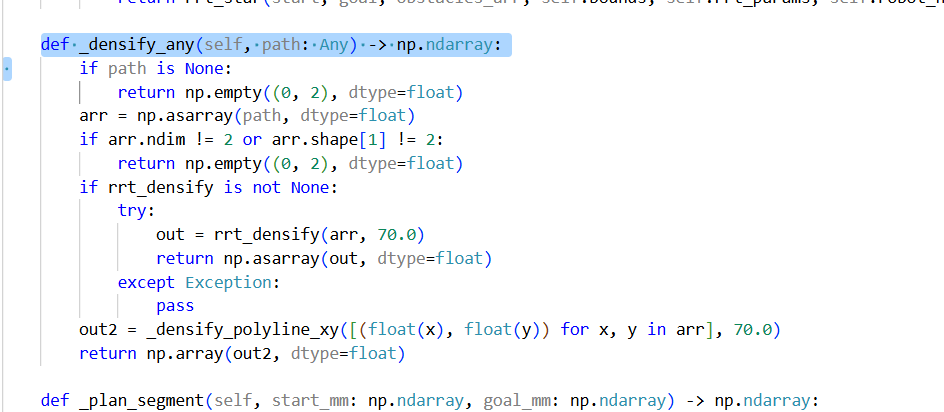 def _densify_any(self, path: Any) -> np.ndarray:
if path is None:
return np.empty((0, 2), dtype=float)
arr = np.asarray(path, dtype=float)
if arr.ndim != 2 or arr.shape[1] != 2:
return np.empty((0, 2), dtype=float)
if rrt_densify is not None:
try:
out = rrt_densify(arr, 70.0)
return np.asarray(out, dtype=float)
except Exception:
pass
out2 = _densify_polyline_xy([(float(x), float(y)) for x, y in arr], 70.0)
return np.array(out2, dtype=float)
def _plan_segment(self, start_mm: np.ndarray, goal_mm: np.ndarray) -> np.ndarray: